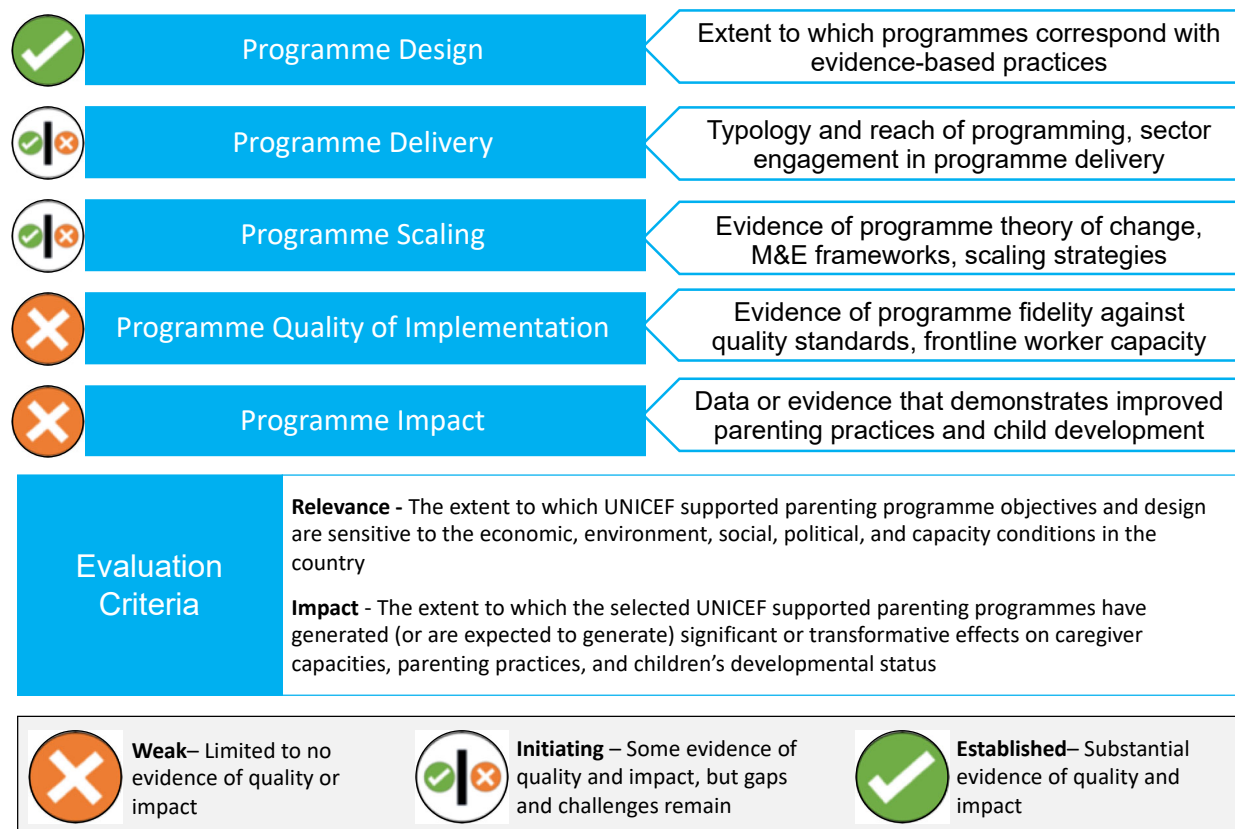 Programme Design
Extent to which programmes correspond with
evidence-based practices
Programme Delivery
Typology and reach of programming, sector
engagement in programme delivery
Programme Scaling
Evidence of programme theory of change,
M&E frameworks, scaling strategies
Programme Quality of Implementation
Evidence of programme fidelity against
quality standards, frontline worker capacity
Programme Impact
Data or evidence that demonstrates improved
parenting practices and child development
Evaluation
Criteria
Relevance - The extent to which UNICEF supported parenting programme objectives and design
are sensitive to the economic, environment, social, political, and capacity conditions in the
country
Impact - The extent to which the selected UNICEF supported parenting programmes have
generated (or are expected to generate) significant or transformative effects on caregiver
capacities, parenting practices, and children’s developmental status
Weak– Limited to no
evidence of quality or
impact
Initiating – Some evidence of
quality and impact, but gaps
and challenges remain
Established– Substantial
evidence of quality and
impact